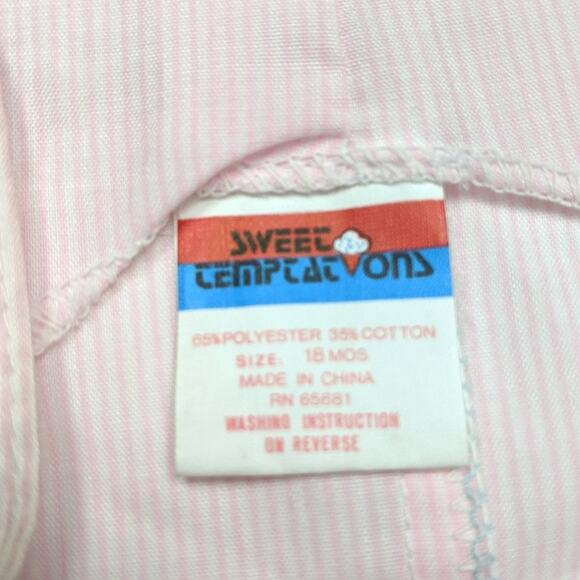 SWEET
TEMPTATIONS
65% POLYESTER 35% COTTON
SIZE: 18 MOS
MADE IN CHINA
RN 65681
WASHING INSTRUCTION
ON REVERSE